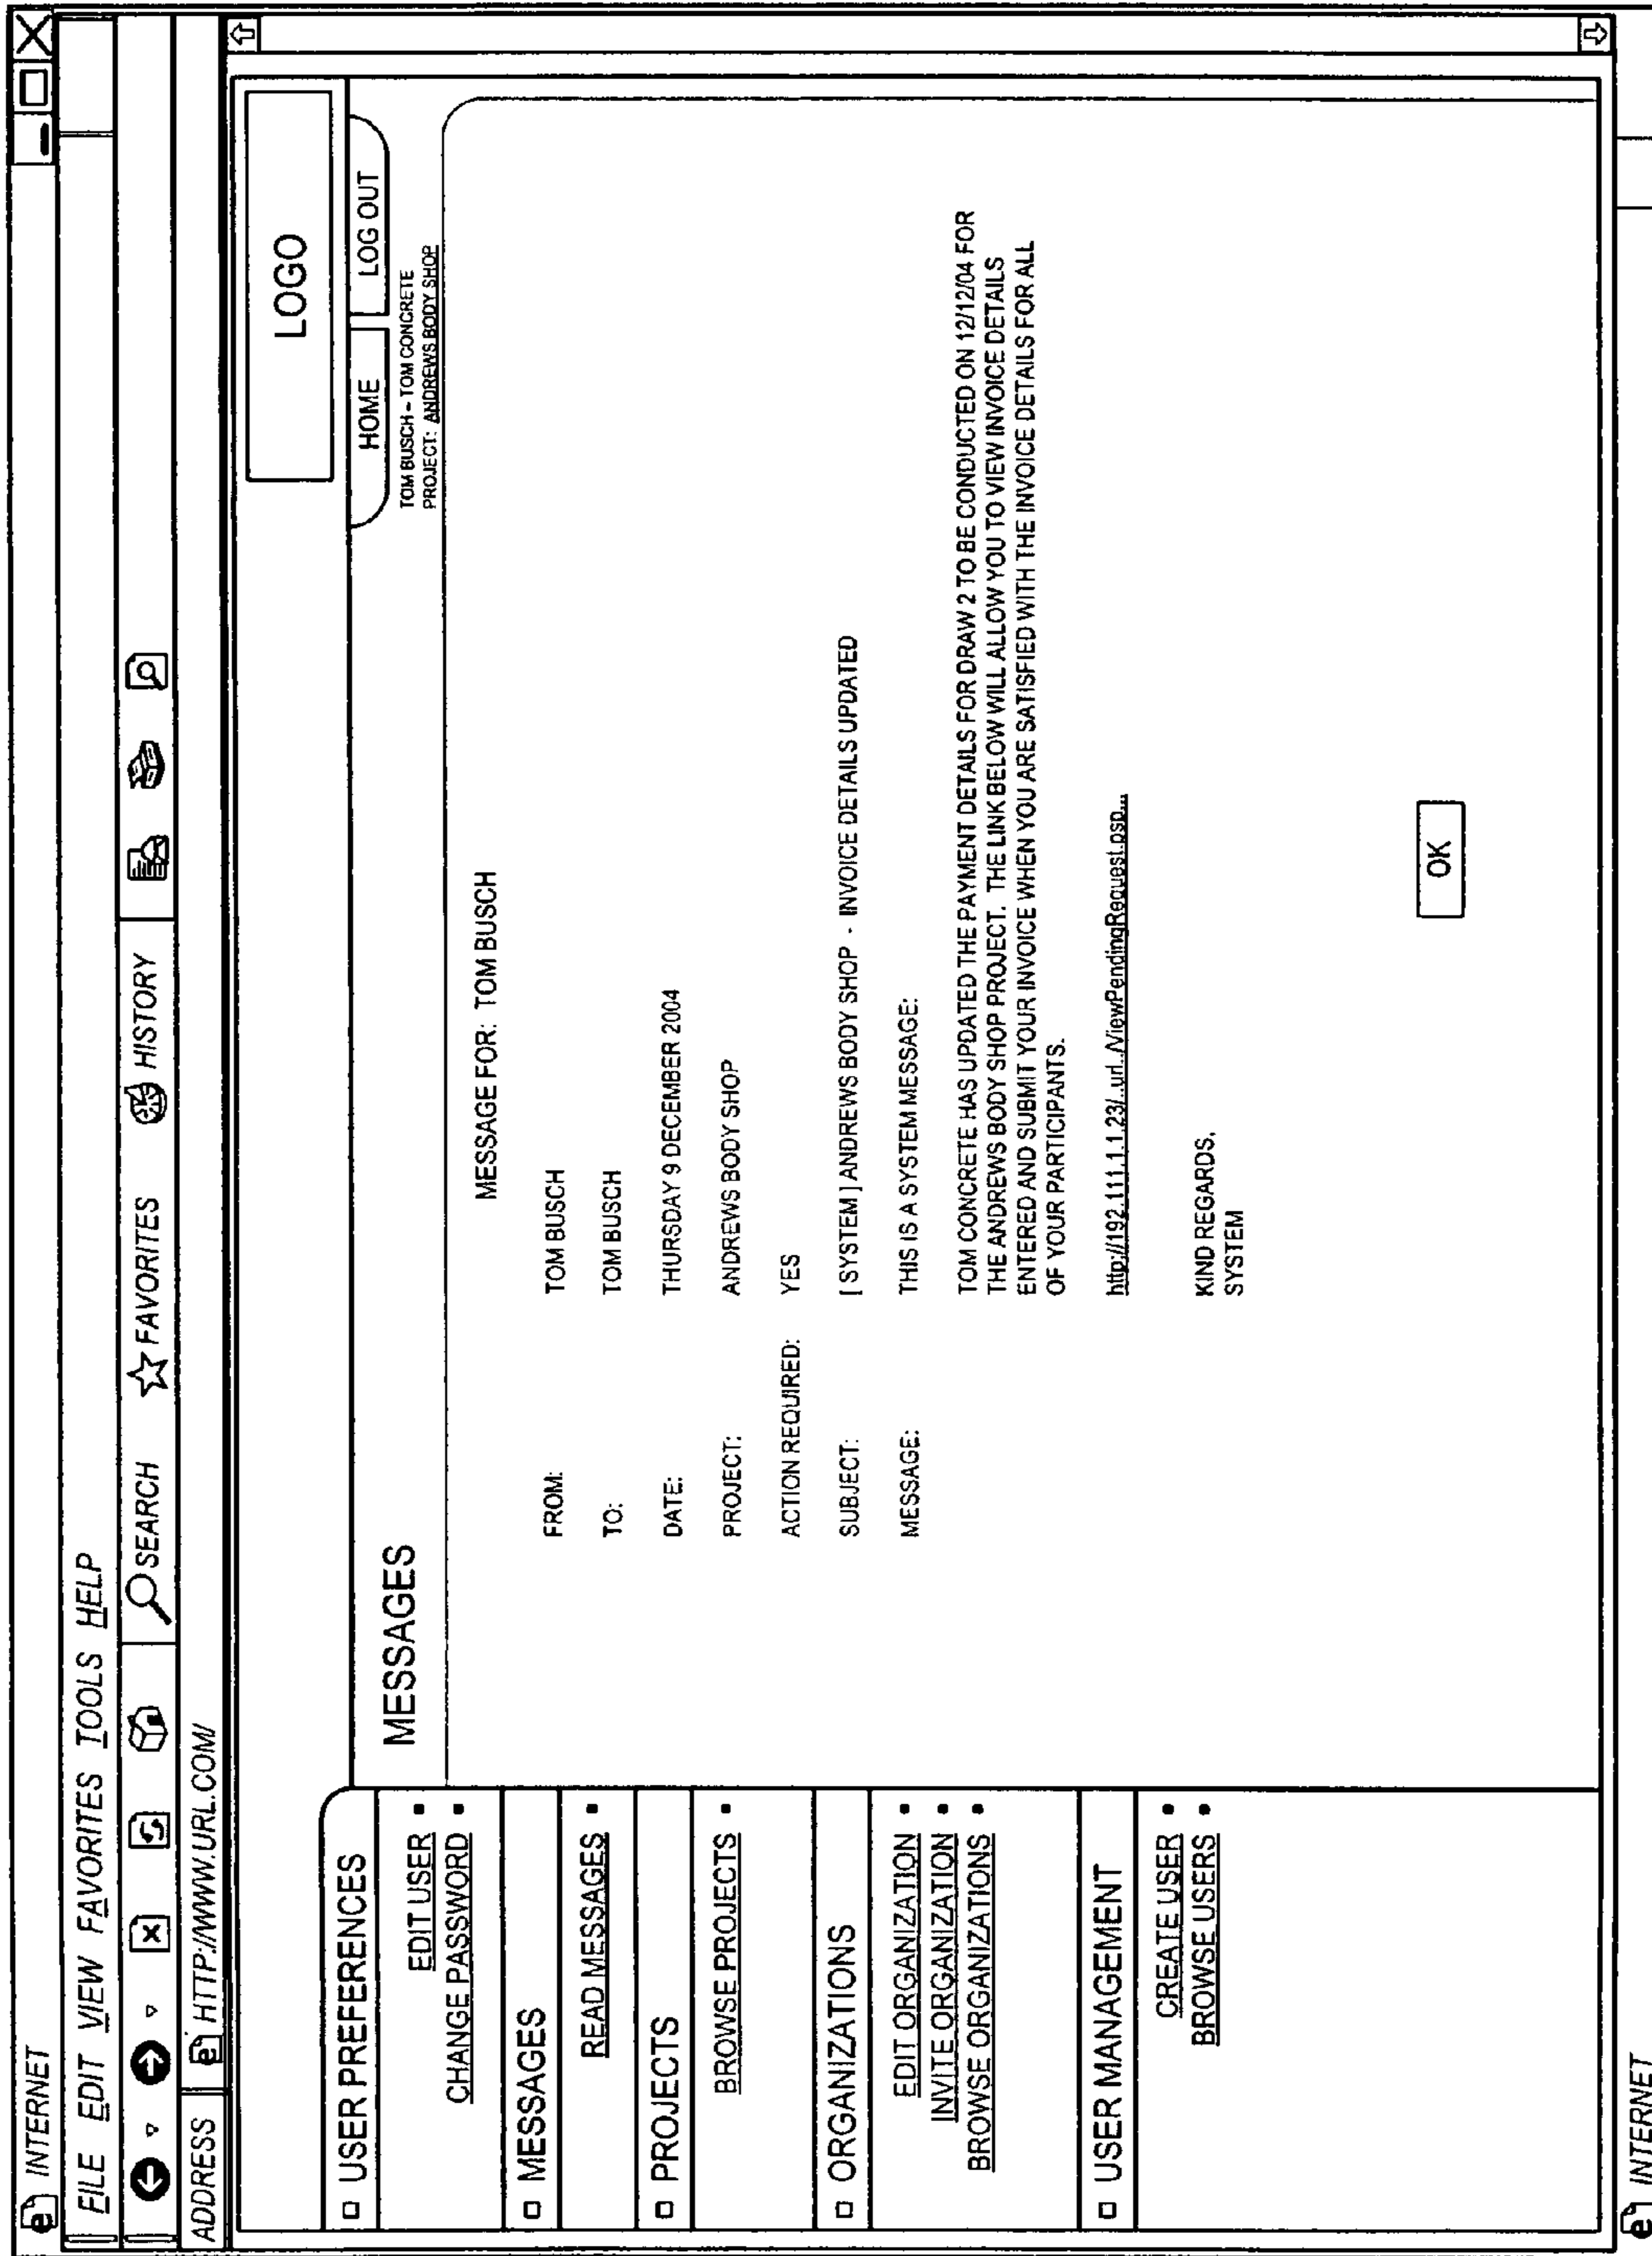 INTERNET
FILE EDIT VIEW FAVORITES TOOLS HELP
SEARCH FAVORITES HISTORY
ADDRESS HTTP://WWW.URL.COM/
LOGO
HOME LOG OUT
USER PREFERENCES
EDIT USER
CHANGE PASSWORD
MESSAGES
READ MESSAGES
PROJECTS
BROWSE PROJECTS
ORGANIZATIONS
EDIT ORGANIZATION
INVITE ORGANIZATION
BROWSE ORGANIZATIONS
USER MANAGEMENT
CREATE USER
BROWSE USERS
MESSAGES
TOM BUSCH – TOM CONCRETE
PROJECT: ANDREWS BODY SHOP
MESSAGE FOR: TOM BUSCH
FROM: TOM BUSCH
TO: TOM BUSCH
DATE: THURSDAY 9 DECEMBER 2004
PROJECT: ANDREWS BODY SHOP
ACTION REQUIRED: YES
SUBJECT: [ SYSTEM ] ANDREWS BODY SHOP - INVOICE DETAILS UPDATED
MESSAGE: THIS IS A SYSTEM MESSAGE:
TOM CONCRETE HAS UPDATED THE PAYMENT DETAILS FOR DRAW 2 TO BE CONDUCTED ON 12/12/04 FOR
THE ANDREWS BODY SHOP PROJECT. THE LINK BELOW WILL ALLOW YOU TO VIEW INVOICE DETAILS
ENTERED AND SUBMIT YOUR INVOICE WHEN YOU ARE SATISFIED WITH THE INVOICE DETAILS FOR ALL
OF YOUR PARTICIPANTS.
http://192.111.1.23/..url../ViewPendingRequest.psp...
KIND REGARDS,
SYSTEM
OK
INTERNET